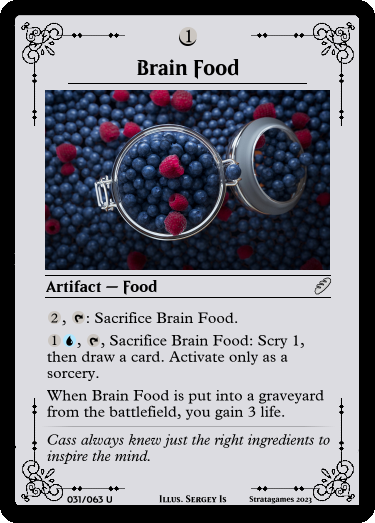 1
Brain Food
Artifact — Food
2, : Sacrifice Brain Food.
1 , , Sacrifice Brain Food: Scry 1,
then draw a card. Activate only as a
sorcery.
When Brain Food is put into a graveyard
from the battlefield, you gain 3 life.
Cass always knew just the right ingredients to
inspire the mind.
031/063 U Illus. Sergey Is Stratagames 2023